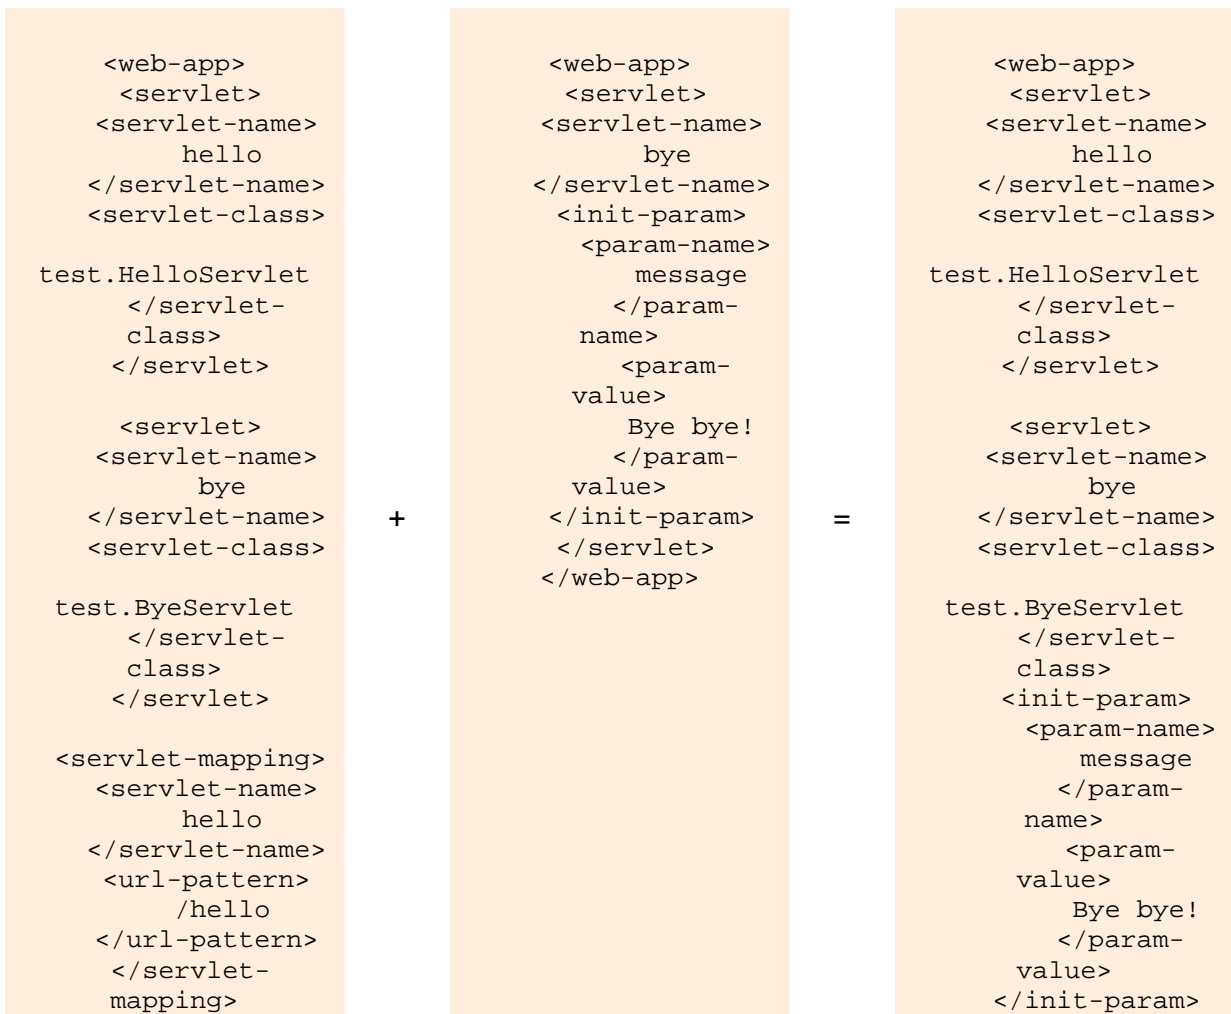 <web-app>
<servlet>
<servlet-name>
hello
</servlet-name>
<servlet-class>
test.HelloServlet
</servlet-
class>
</servlet>
<servlet>
<servlet-name>
bye
</servlet-name>
<servlet-class>
test.ByeServlet
</servlet-
class>
</servlet>
<servlet-mapping>
<servlet-name>
hello
</servlet-name>
<url-pattern>
/hello
</url-pattern>
</servlet-
mapping>
+
<web-app>
<servlet>
<servlet-name>
bye
</servlet-name>
<init-param>
<param-name>
message
</param-
name>
<param-
value>
Bye bye!
</param-
value>
</init-param>
</servlet>
</web-app>
=
<web-app>
<servlet>
<servlet-name>
hello
</servlet-name>
<servlet-class>
test.HelloServlet
</servlet-
class>
</servlet>
<servlet>
<servlet-name>
bye
</servlet-name>
<servlet-class>
test.ByeServlet
</servlet-
class>
<init-param>
<param-name>
message
</param-
name>
<param-
value>
Bye bye!
</param-
value>
</init-param>